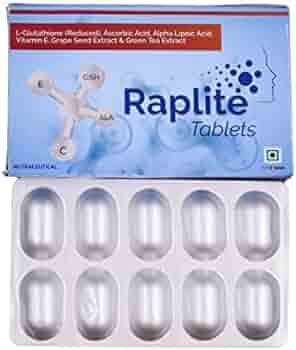 L-Glutathione (Reduced), Ascorbic Acid, Alpha Lipoic Acid,
Vitamin E, Grape Seed Extract & Green Tea Extract
E
GSH
ALA
C
Raplite
Tablets
NUTRACEUTICAL